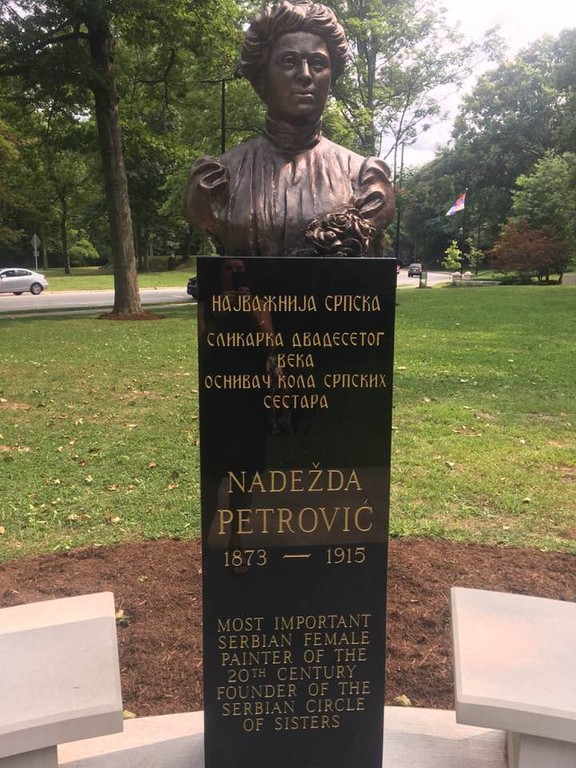 НАЈВАЖНИЈА СРПСКА
СЛИКАРКА ДВАДЕСЕТОГ
ВЕКА
ОСНИВАЧ КОЛА СРПСКИХ
СЕСТАРА
NADEŽDA
PETROVIĆ
1873 — 1915
MOST IMPORTANT
SERBIAN FEMALE
PAINTER OF THE
20TH CENTURY
FOUNDER OF THE
SERBIAN CIRCLE
OF SISTERS